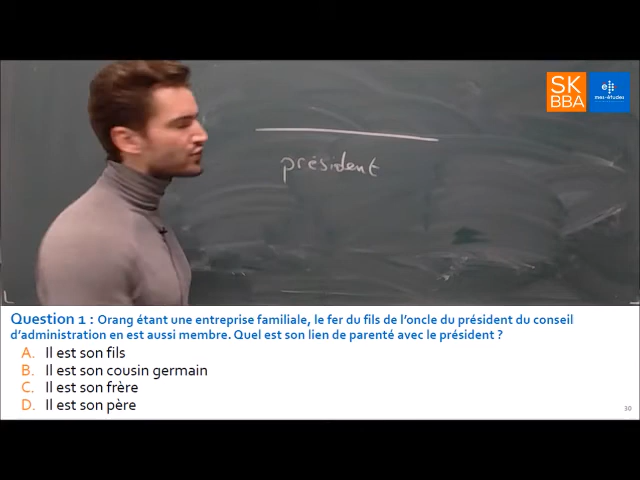 SK
BBA
mes-études
président
Question 1 : Orang étant une entreprise familiale, le fer du fils de l'oncle du président du conseil
d'administration en est aussi membre. Quel est son lien de parenté avec le président ?
A. Il est son fils
B. Il est son cousin germain
C. Il est son frère
D. Il est son père
30